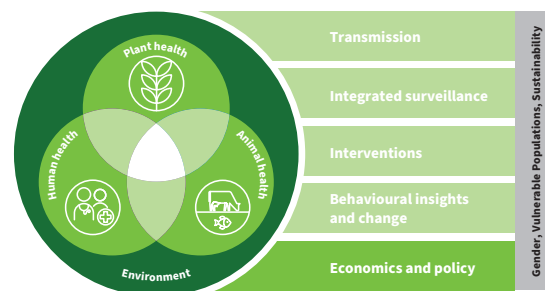 Plant health
Human health
Animal health
Environment
Transmission
Integrated surveillance
Interventions
Behavioural insights
and change
Economics and policy
Gender, Vulnerable Populations, Sustainability